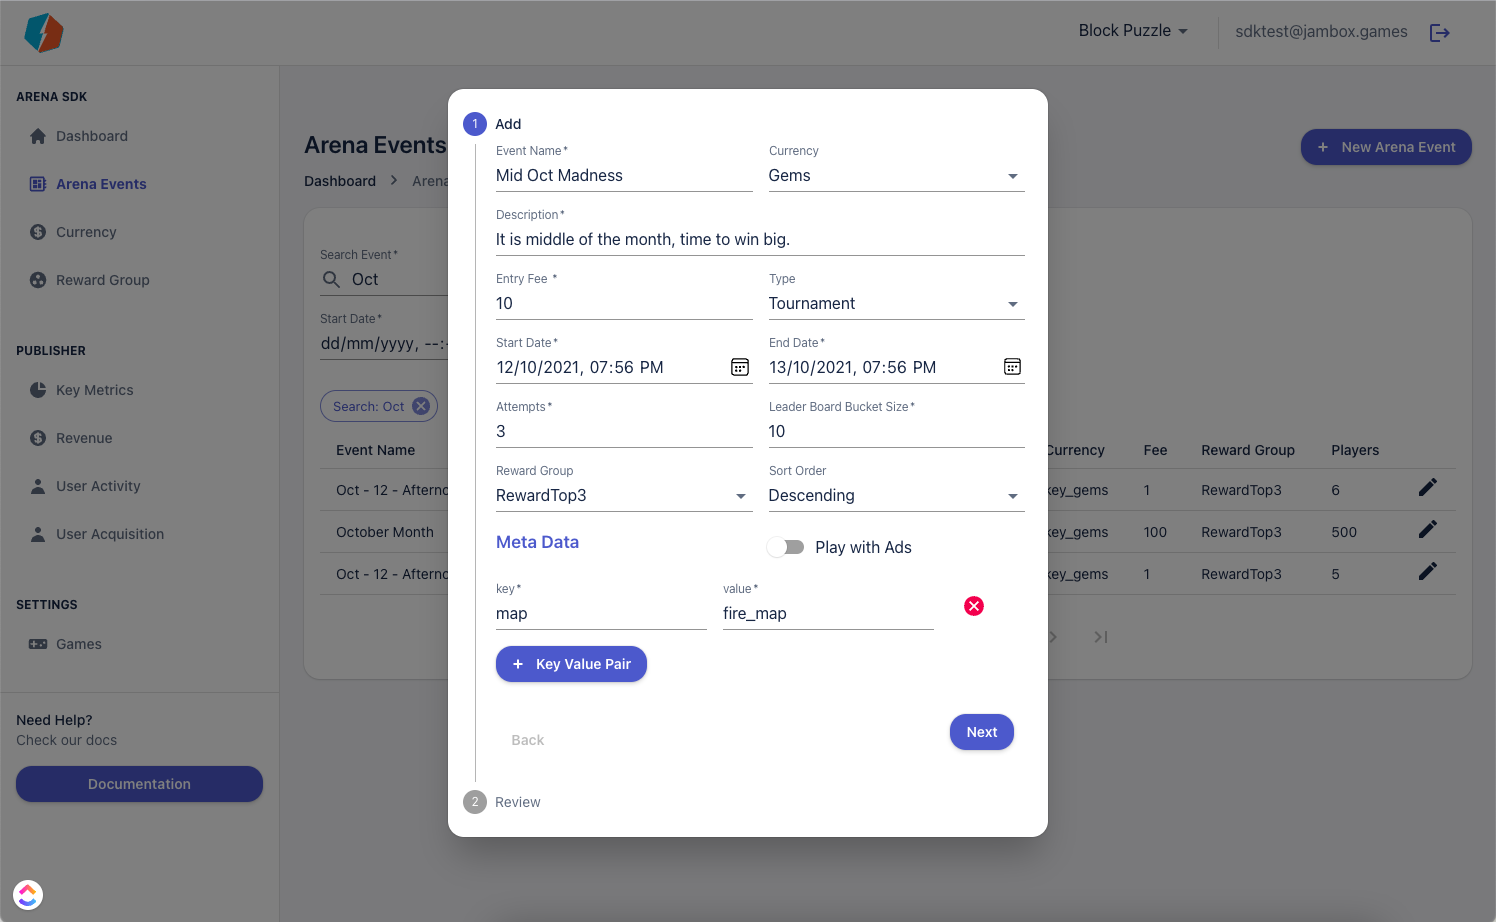 Block Puzzle
sdktest@jambox.games
ARENA SDK
Dashboard
Arena Events
Currency
Reward Group
PUBLISHER
Key Metrics
Revenue
User Activity
User Acquisition
SETTINGS
Games
Need Help?
Check our docs
Documentation
Arena Events
Dashboard > Arena
+ New Arena Event
Search Event*
Oct
Start Date*
dd/mm/yyyy, --:-
Search: Oct
Event Name Currency Fee Reward Group Players
Oct - 12 - Afterno key_gems 1 RewardTop3 6
October Month key_gems 100 RewardTop3 500
Oct - 12 - Afterno key_gems 1 RewardTop3 5
1 Add
Event Name* Currency
Mid Oct Madness Gems
Description*
It is middle of the month, time to win big.
Entry Fee * Type
10 Tournament
Start Date* End Date*
12/10/2021, 07:56 PM 13/10/2021, 07:56 PM
Attempts* Leader Board Bucket Size*
3 10
Reward Group Sort Order
RewardTop3 Descending
Meta Data Play with Ads
key* value*
map fire_map
+ Key Value Pair
Back Next
2 Review